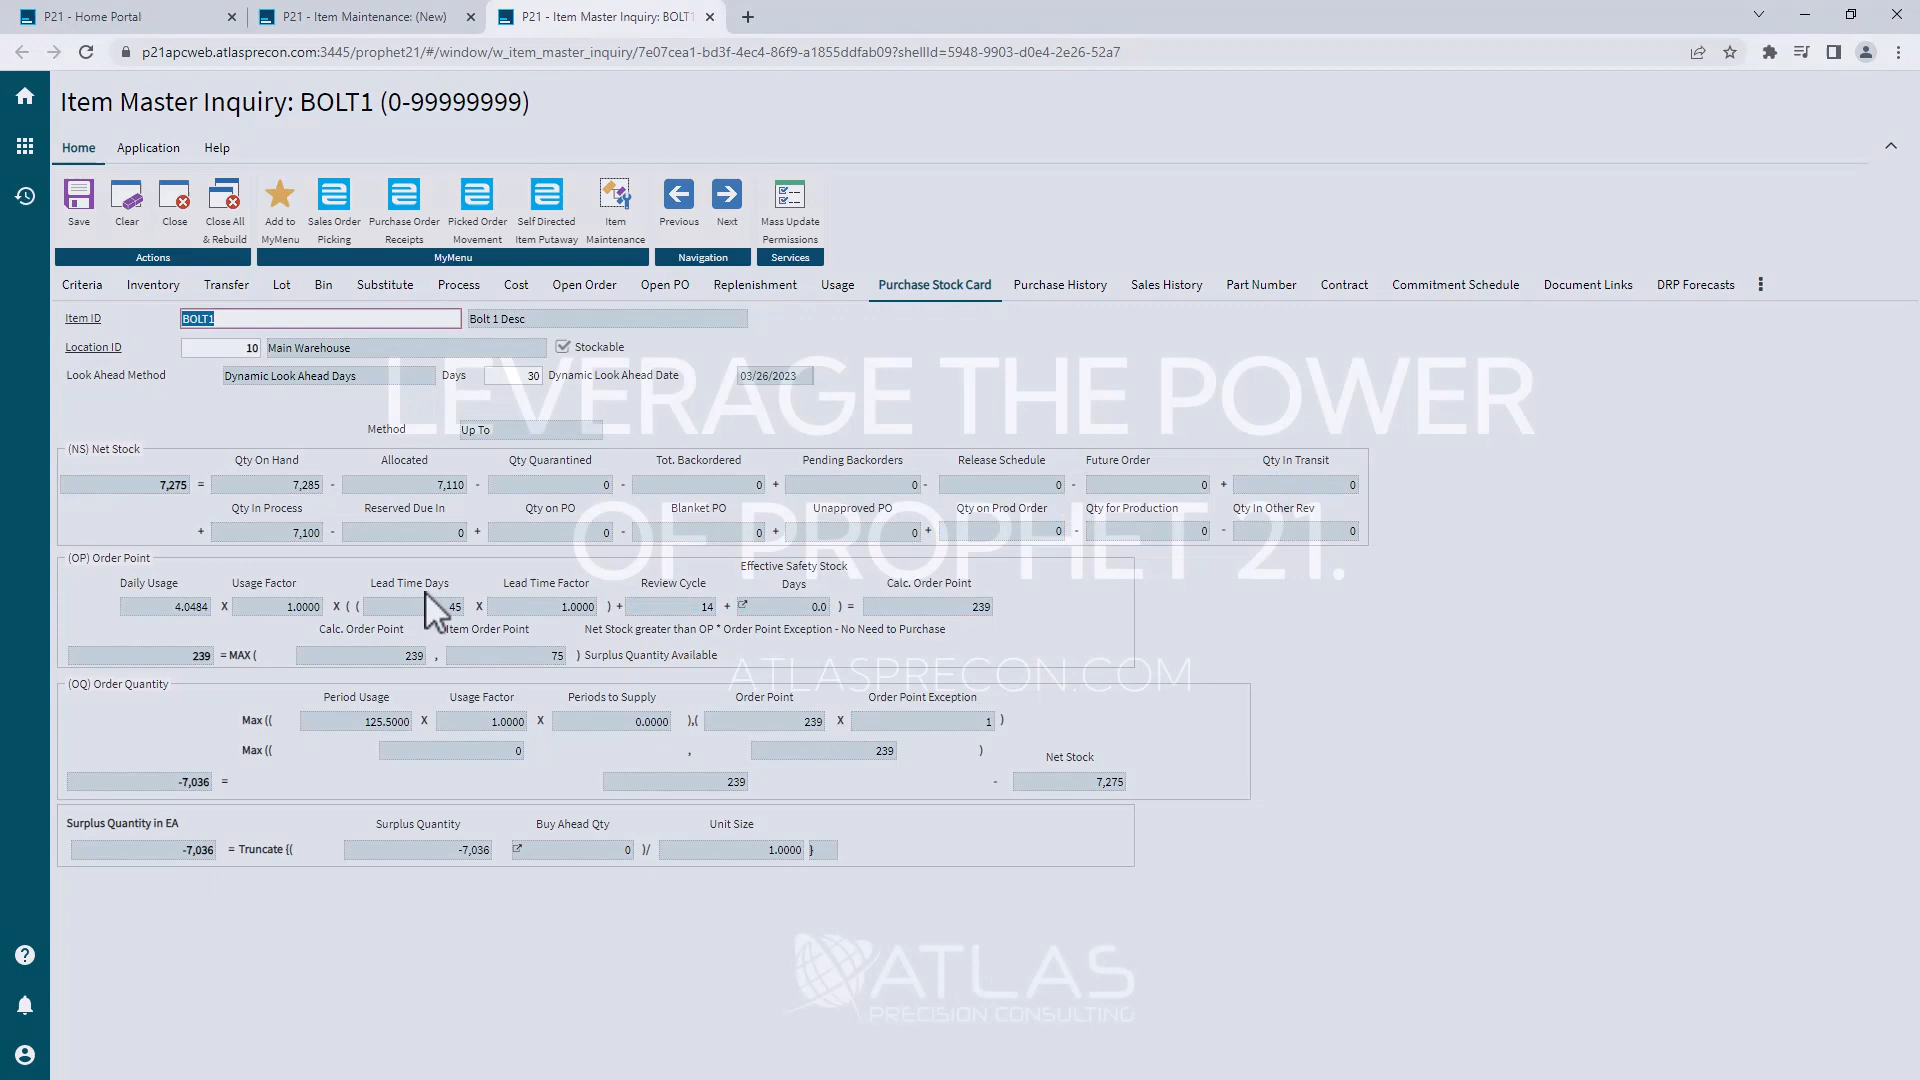 P21 - Home Portal
P21 - Item Maintenance: (New)
P21 - Item Master Inquiry: BOLT1
p21apcweb.atlasprecon.com:3445/prophet21/#/window/w_item_master_inquiry/7e07cea1-bd3f-4ec4-86f9-a1855ddfab09?shellId=5948-9903-d0e4-2e26-52a7
Item Master Inquiry: BOLT1 (0-99999999)
Home Application Help
Save Clear Close Close All & Rebuild Add to MyMenu Sales Order Picking Purchase Order Receipts Picked Order Movement Self Directed Item Putaway Item Maintenance Previous Next Mass Update Permissions
Actions MyMenu Navigation Services
Criteria Inventory Transfer Lot Bin Substitute Process Cost Open Order Open PO Replenishment Usage Purchase Stock Card Purchase History Sales History Part Number Contract Commitment Schedule Document Links DRP Forecasts
Item ID BOLT1 Bolt 1 Desc
Location ID 10 Main Warehouse Stockable
Look Ahead Method Dynamic Look Ahead Days Days 30 Dynamic Look Ahead Date 03/26/2023
LEVERAGE THE POWER
Method Up To
(NS) Net Stock
Qty On Hand Allocated Qty Quarantined Tot. Backordered Pending Backorders Release Schedule Future Order Qty In Transit
7,275 = 7,285 - 7,110 - 0 - 0 + 0 - 0 - 0 + 0
Qty In Process Reserved Due In Qty on PO Blanket PO Unapproved PO Qty on Prod Order Qty for Production Qty In Other Rev
+ 7,100 - 0 + 0 - 0 + 0 + 0 - 0 - 0
OF PROPHET 21.
(OP) Order Point
Daily Usage Usage Factor Lead Time Days Lead Time Factor Review Cycle Effective Safety Stock Days Calc. Order Point
4.0484 X 1.0000 X ( ( 45 X 1.0000 ) + 14 + 0.0 ) = 239
Calc. Order Point Item Order Point Net Stock greater than OP * Order Point Exception - No Need to Purchase
239 = MAX ( 239 , 75 ) Surplus Quantity Available
ATLASPRECON.COM
(OQ) Order Quantity
Period Usage Usage Factor Periods to Supply Order Point Order Point Exception
Max (( 125.5000 X 1.0000 X 0.0000 ),( 239 X 1 )
Max (( 0 , 239 )
Net Stock
-7,036 = 239 - 7,275
Surplus Quantity in EA Surplus Quantity Buy Ahead Qty Unit Size
-7,036 = Truncate {( -7,036 0 )/ 1.0000 }
ATLAS
PRECISION CONSULTING